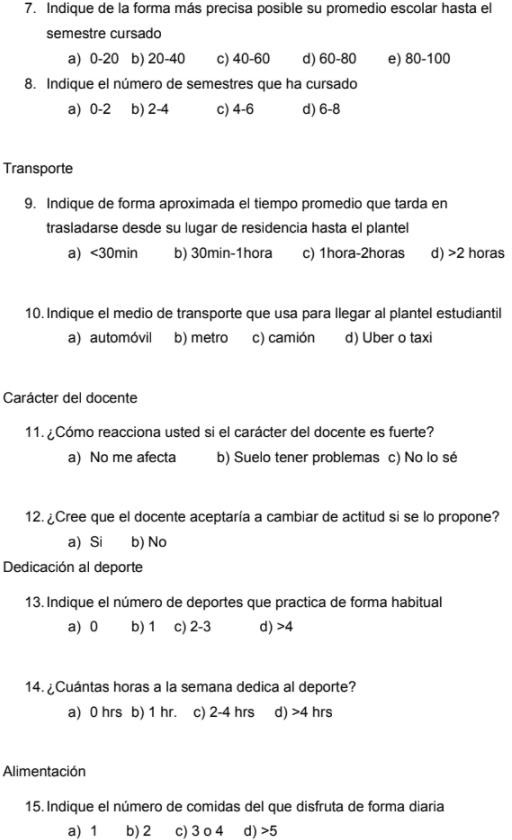 7. Indique de la forma más precisa posible su promedio escolar hasta el
semestre cursado
a) 0-20 b) 20-40 c) 40-60 d) 60-80 e) 80-100
8. Indique el número de semestres que ha cursado
a) 0-2 b) 2-4 c) 4-6 d) 6-8
Transporte
9. Indique de forma aproximada el tiempo promedio que tarda en
trasladarse desde su lugar de residencia hasta el plantel
a) <30min b) 30min-1hora c) 1hora-2horas d) >2 horas
10. Indique el medio de transporte que usa para llegar al plantel estudiantil
a) automóvil b) metro c) camión d) Uber o taxi
Carácter del docente
11. ¿Cómo reacciona usted si el carácter del docente es fuerte?
a) No me afecta b) Suelo tener problemas c) No lo sé
12. ¿Cree que el docente aceptaría a cambiar de actitud si se lo propone?
a) Si b) No
Dedicación al deporte
13. Indique el número de deportes que practica de forma habitual
a) 0 b) 1 c) 2-3 d) >4
14. ¿Cuántas horas a la semana dedica al deporte?
a) 0 hrs b) 1 hr. c) 2-4 hrs d) >4 hrs
Alimentación
15. Indique el número de comidas del que disfruta de forma diaria
a) 1 b) 2 c) 3 o 4 d) >5